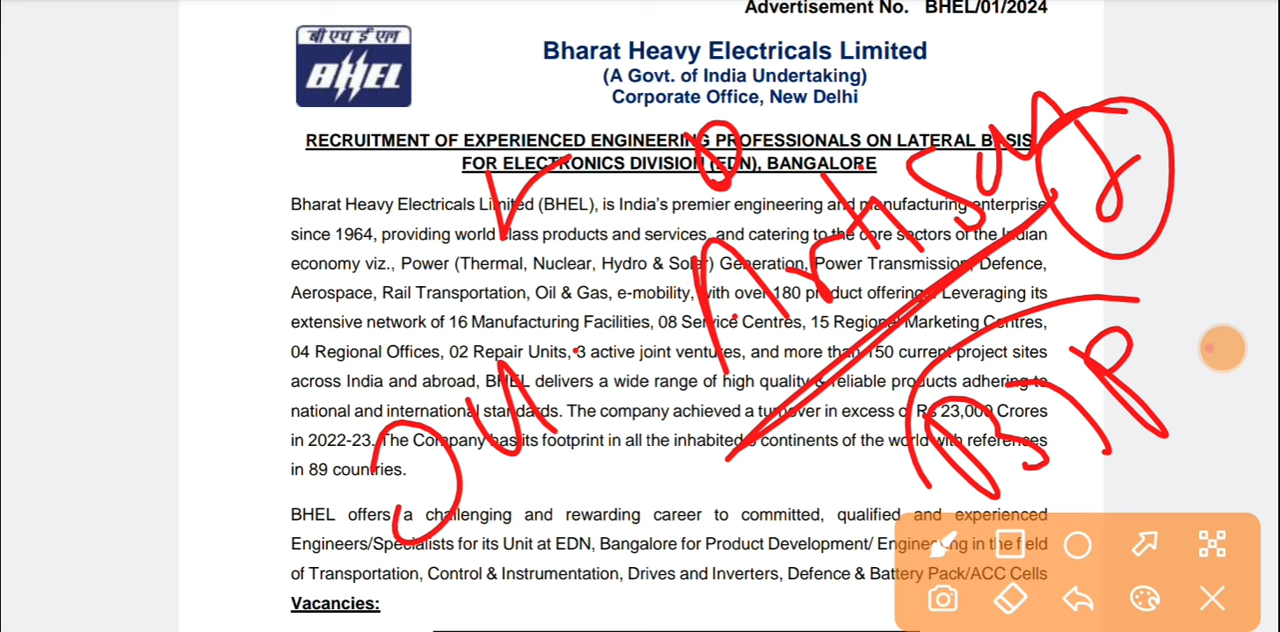 Advertisement No. BHEL/01/2024
बी एच ई एल
BHEL
Bharat Heavy Electricals Limited
(A Govt. of India Undertaking)
Corporate Office, New Delhi
RECRUITMENT OF EXPERIENCED ENGINEERING PROFESSIONALS ON LATERAL BASIS
FOR ELECTRONICS DIVISION (EDN), BANGALORE
Bharat Heavy Electricals Limited (BHEL), is India's premier engineering and manufacturing enterprise
since 1964, providing world class products and services, and catering to the core sectors of the Indian
economy viz., Power (Thermal, Nuclear, Hydro & Solar) Generation, Power Transmission, Defence,
Aerospace, Rail Transportation, Oil & Gas, e-mobility, with over 180 product offerings. Leveraging its
extensive network of 16 Manufacturing Facilities, 08 Service Centres, 15 Regional Marketing Centres,
04 Regional Offices, 02 Repair Units, 3 active joint ventures, and more than 150 current project sites
across India and abroad, BHEL delivers a wide range of high quality & reliable products adhering to
national and international standards. The company achieved a turnover in excess of Rs 23,000 Crores
in 2022-23. The Company has its footprint in all the inhabited continents of the world with references
in 89 countries.
BHEL offers a challenging and rewarding career to committed, qualified and experienced
Engineers/Specialists for its Unit at EDN, Bangalore for Product Development/ Engineering in the field
of Transportation, Control & Instrumentation, Drives and Inverters, Defence & Battery Pack/ACC Cells
Vacancies: